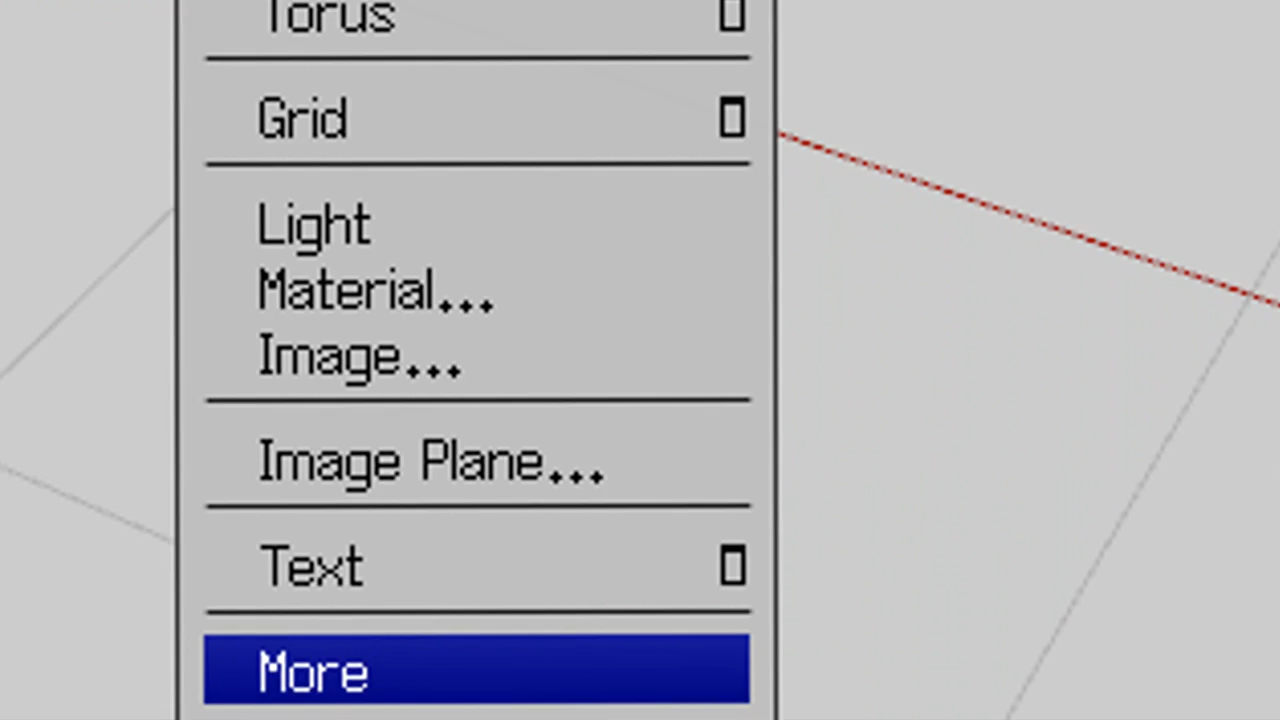 Torus
Grid
Light
Material...
Image...
Image Plane...
Text
More